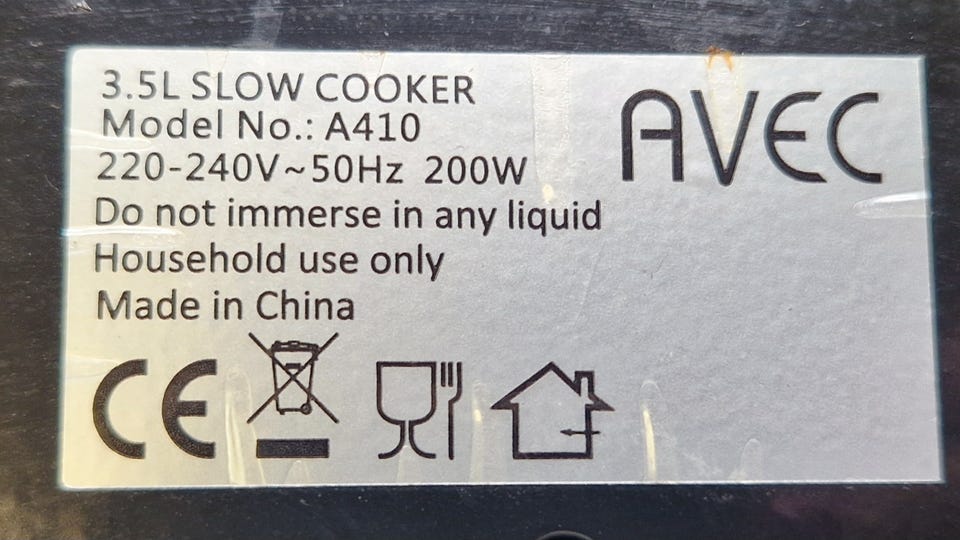 3.5L SLOW COOKER
AVEC
Model No.: A410
220-240V~50Hz 200W
Do not immerse in any liquid
Household use only
Made in China
CE